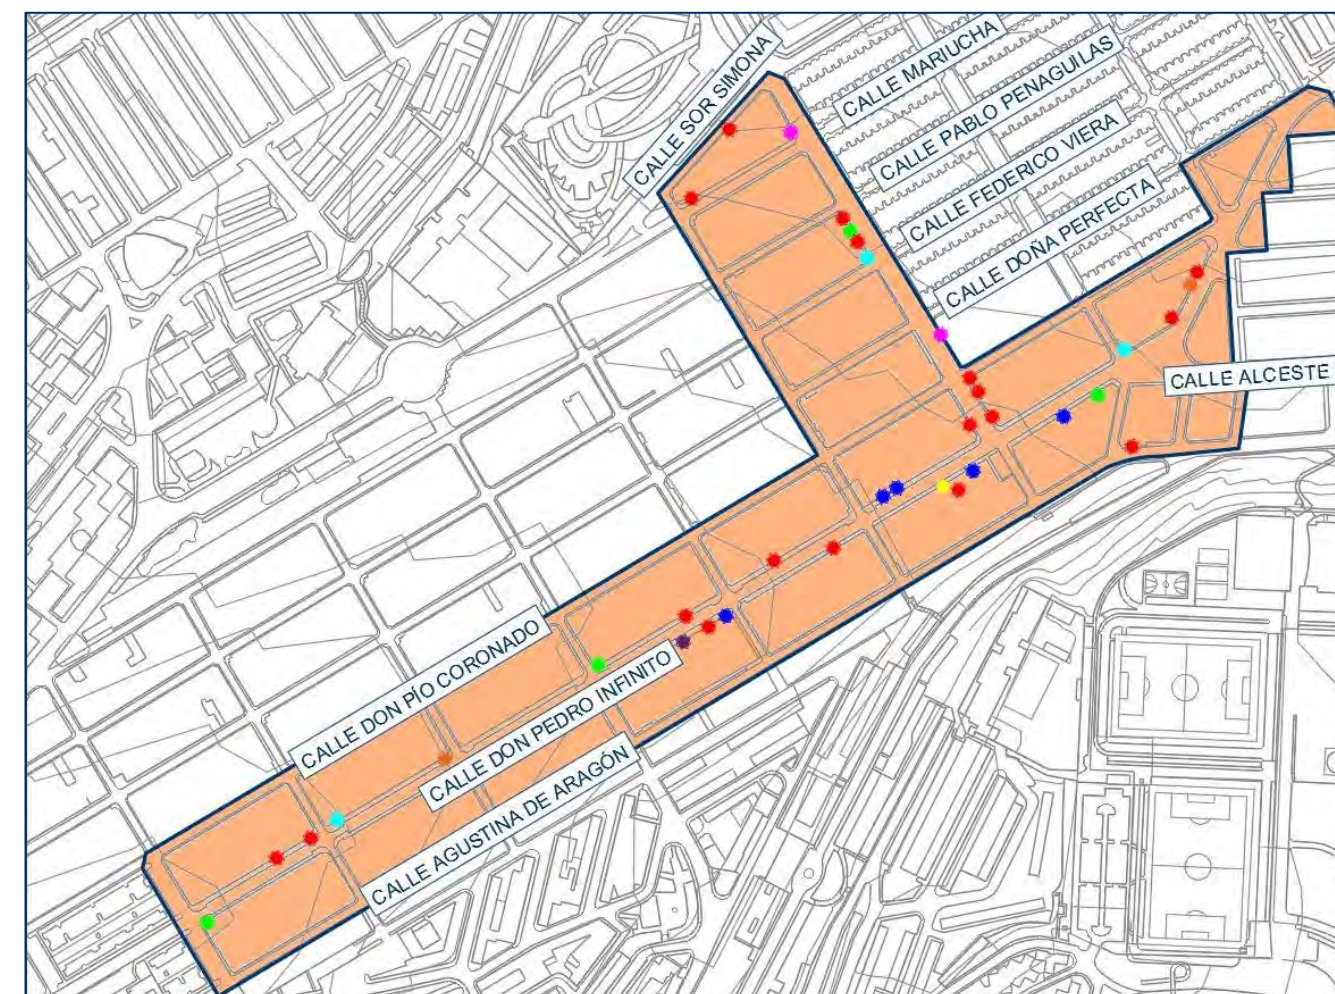 CALLE SOR SIMONA
CALLE MARIUCHA
CALLE PABLO PENAGUILAS
CALLE FEDERICO VIERA
CALLE DOÑA PERFECTA
CALLE ALCESTE
CALLE DON PÍO CORONADO
CALLE DON PEDRO INFINITO
CALLE AGUSTINA DE ARAGÓN